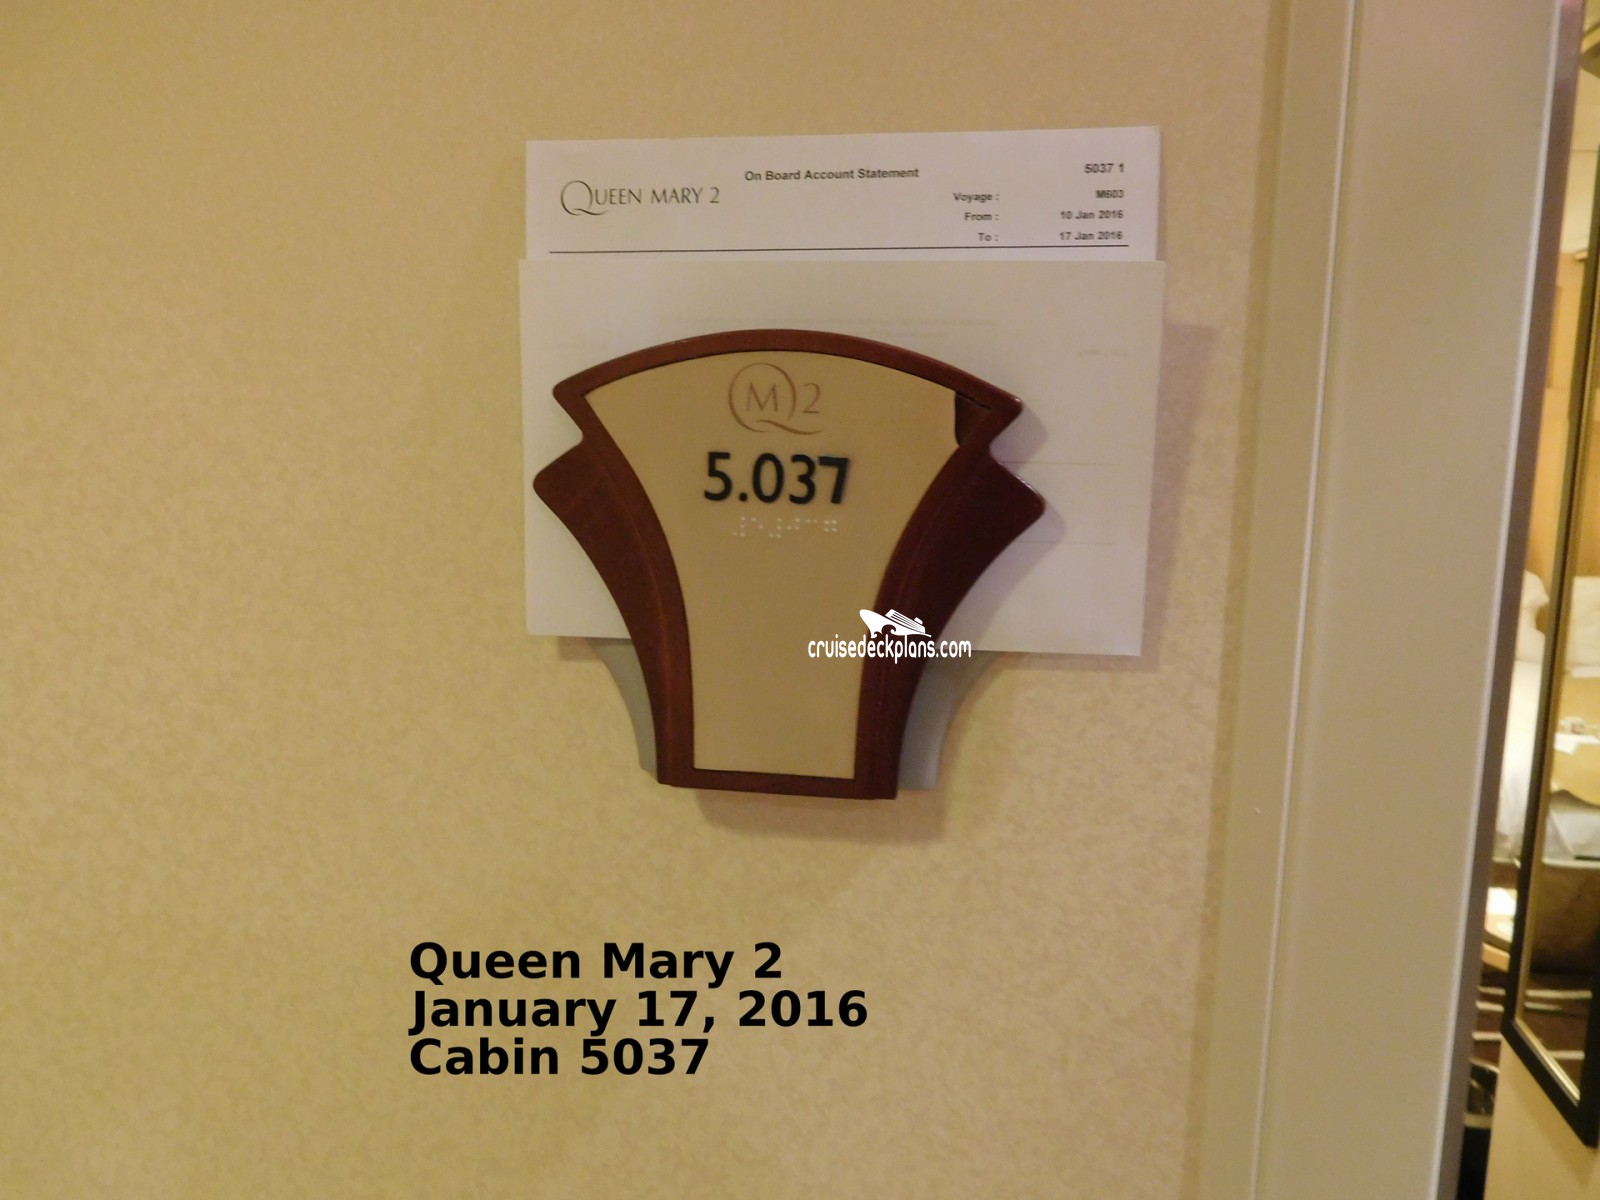 On Board Account Statement
5037 1
QUEEN MARY 2
Voyage : M603
From : 10 Jan 2016
To : 17 Jan 2016
QM2
5.037
cruisedeckplans.com
Queen Mary 2
January 17, 2016
Cabin 5037